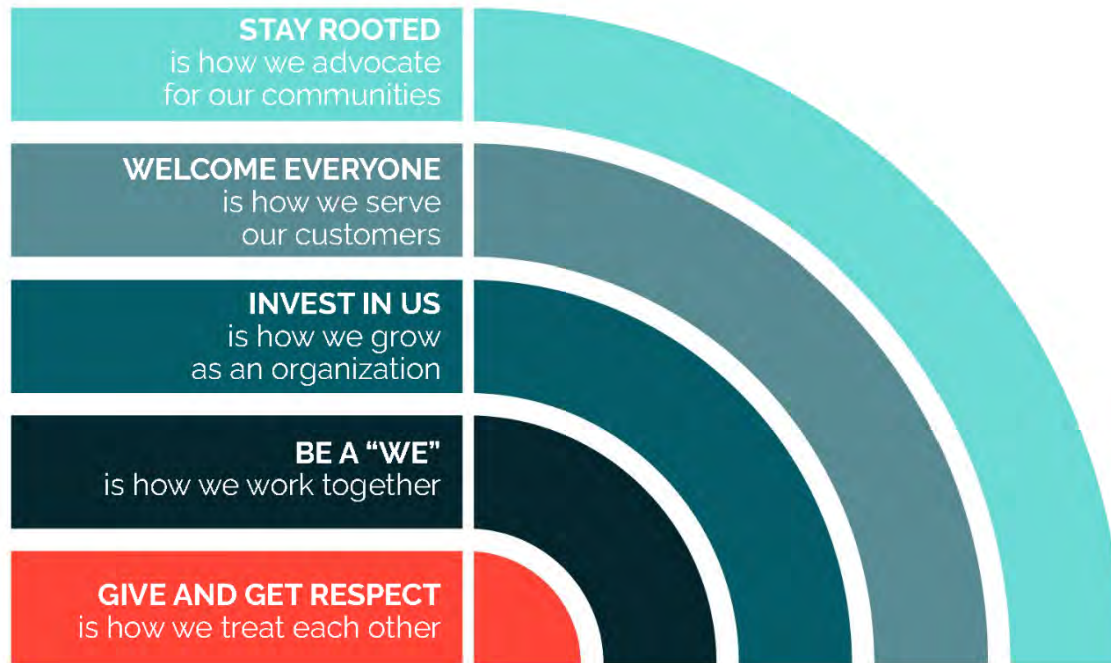 STAY ROOTED
is how we advocate
for our communities
WELCOME EVERYONE
is how we serve
our customers
INVEST IN US
is how we grow
as an organization
BE A “WE”
is how we work together
GIVE AND GET RESPECT
is how we treat each other